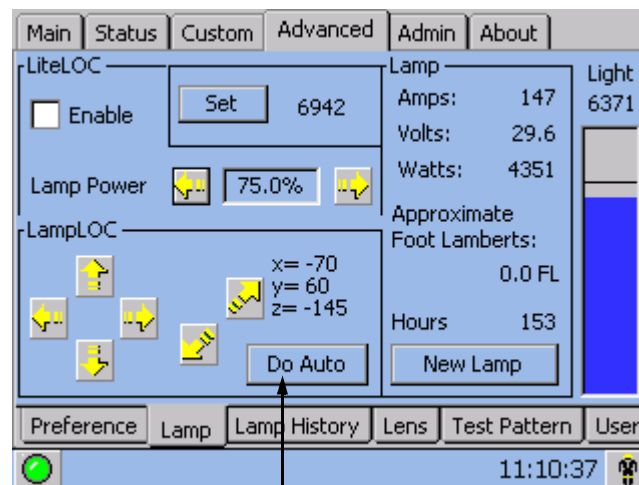 Main Status Custom Advanced Admin About
LiteLOC
Enable
Set 6942
Lamp Power 75.0%
LampLOC
x= -70
y= 60
z= -145
Do Auto
Lamp
Amps: 147
Volts: 29.6
Watts: 4351
Approximate
Foot Lamberts:
0.0 FL
Hours 153
New Lamp
Light
6371
Preference Lamp Lamp History Lens Test Pattern User
11:10:37